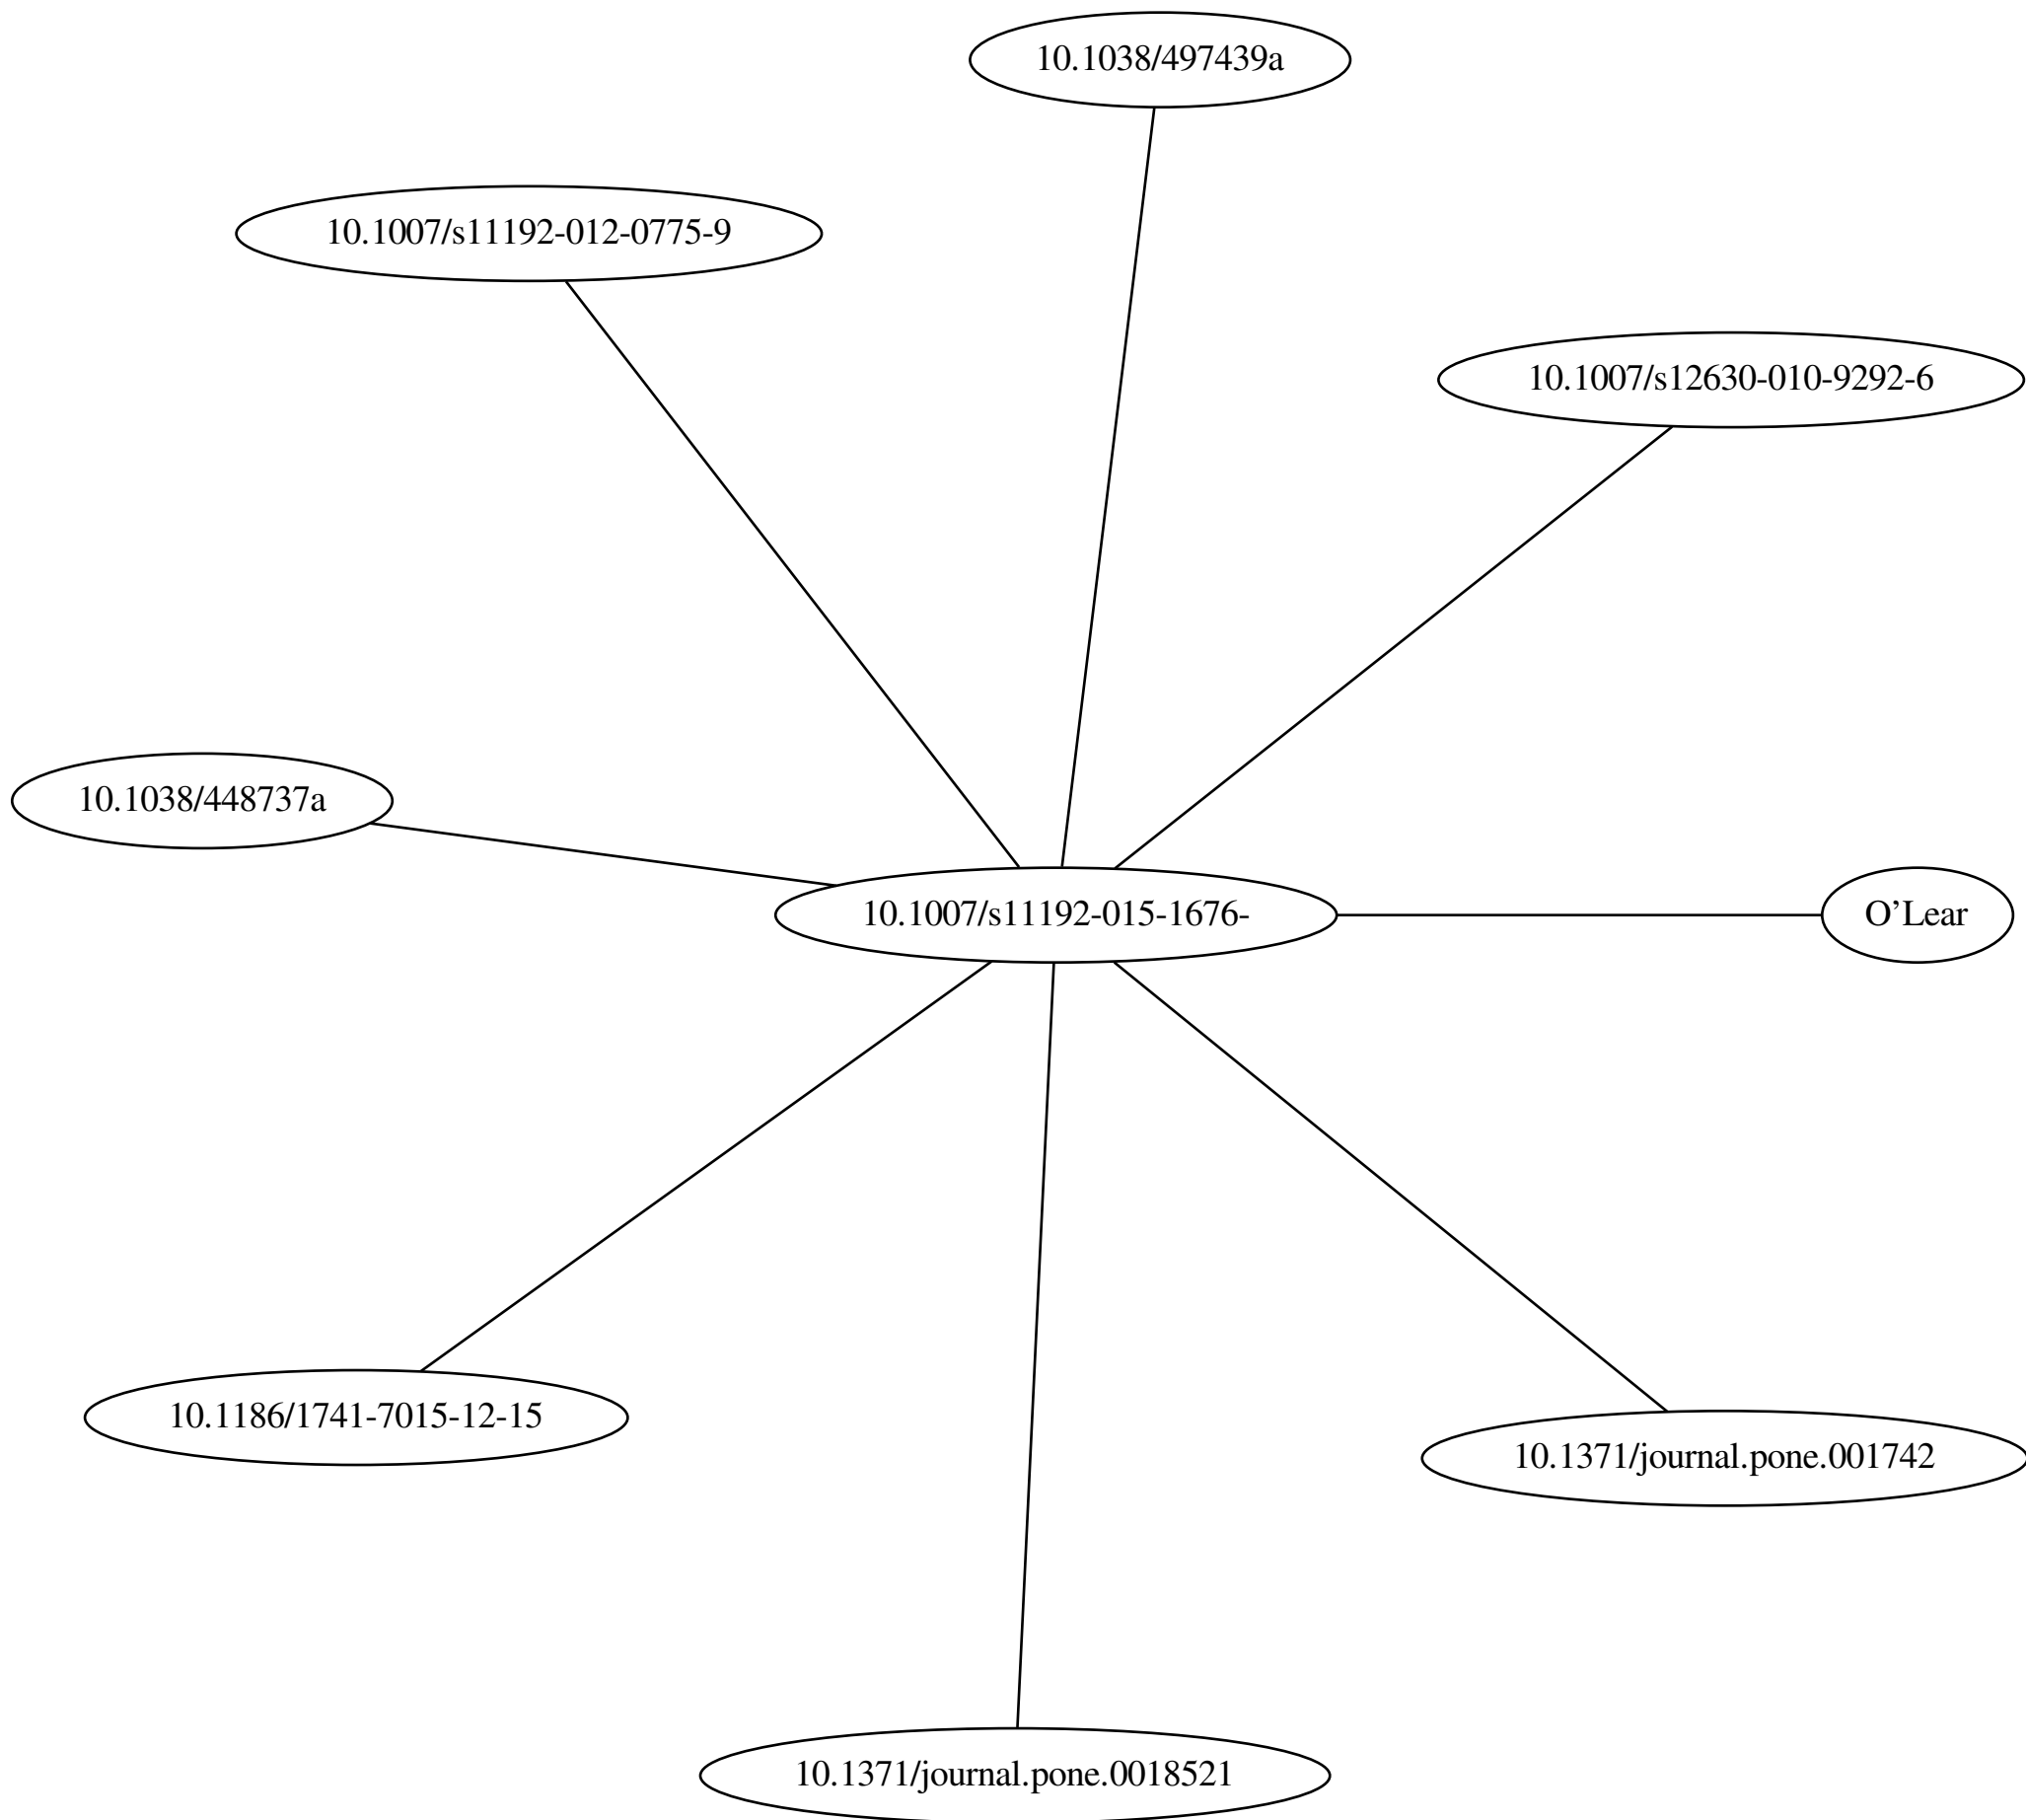 10.1038/497439a
10.1007/s11192-012-0775-9
10.1007/s12630-010-9292-6
10.1038/448737a
10.1007/s11192-015-1676-
O'Lear
10.1186/1741-7015-12-15
10.1371/journal.pone.001742
10.1371/journal.pone.0018521